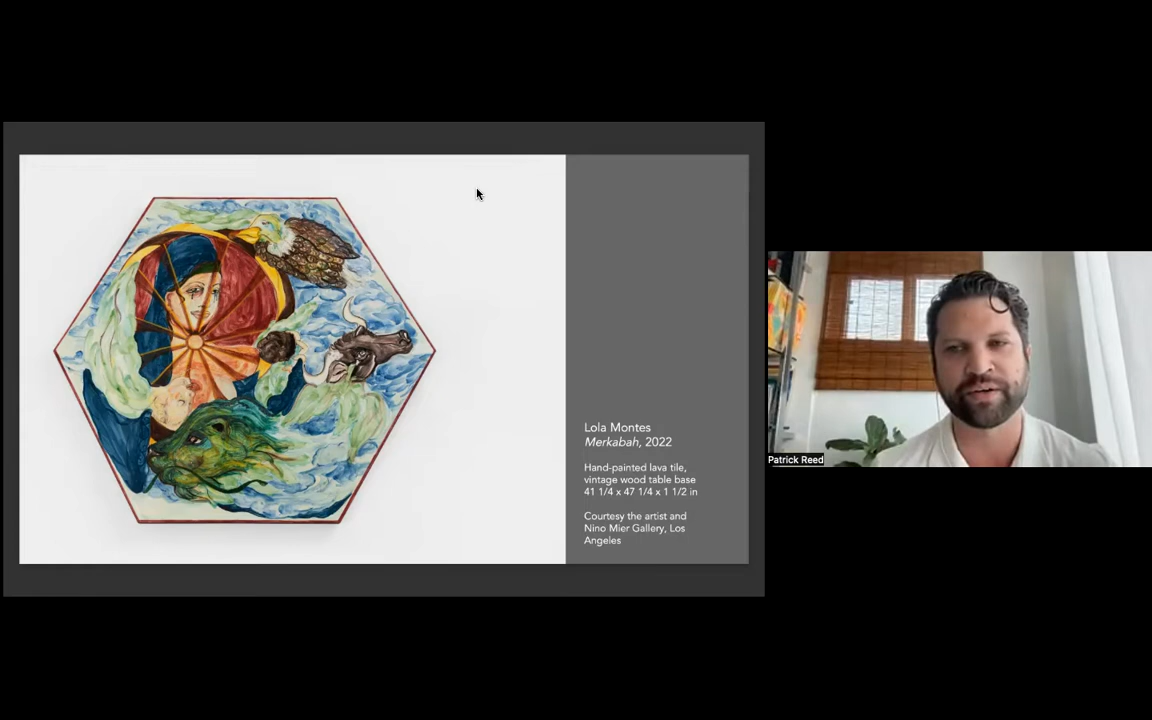 Lola Montes
Merkabah, 2022
Hand-painted lava tile,
vintage wood table base
41 1/4 x 47 1/4 x 1 1/2 in
Courtesy the artist and
Nino Mier Gallery, Los
Angeles
Patrick Reed